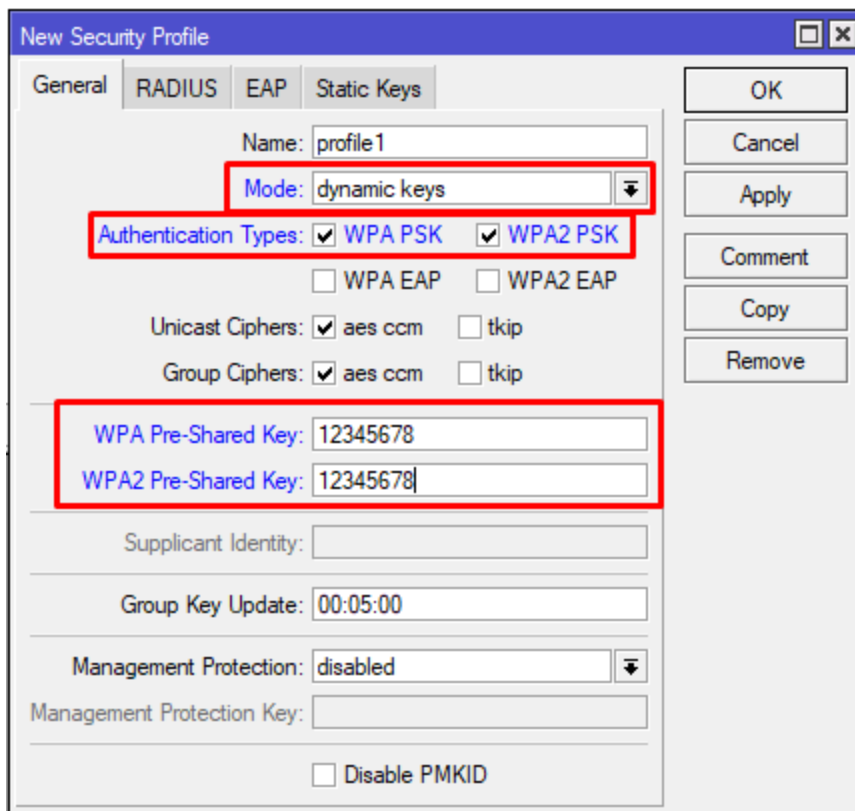 New Security Profile
General RADIUS EAP Static Keys
OK
Name: profile1
Cancel
Mode: dynamic keys
Apply
Authentication Types: WPA PSK WPA2 PSK
Comment
WPA EAP WPA2 EAP
Copy
Unicast Ciphers: aes ccm tkip
Remove
Group Ciphers: aes ccm tkip
WPA Pre-Shared Key: 12345678
WPA2 Pre-Shared Key: 12345678
Supplicant Identity:
Group Key Update: 00:05:00
Management Protection: disabled
Management Protection Key:
Disable PMKID